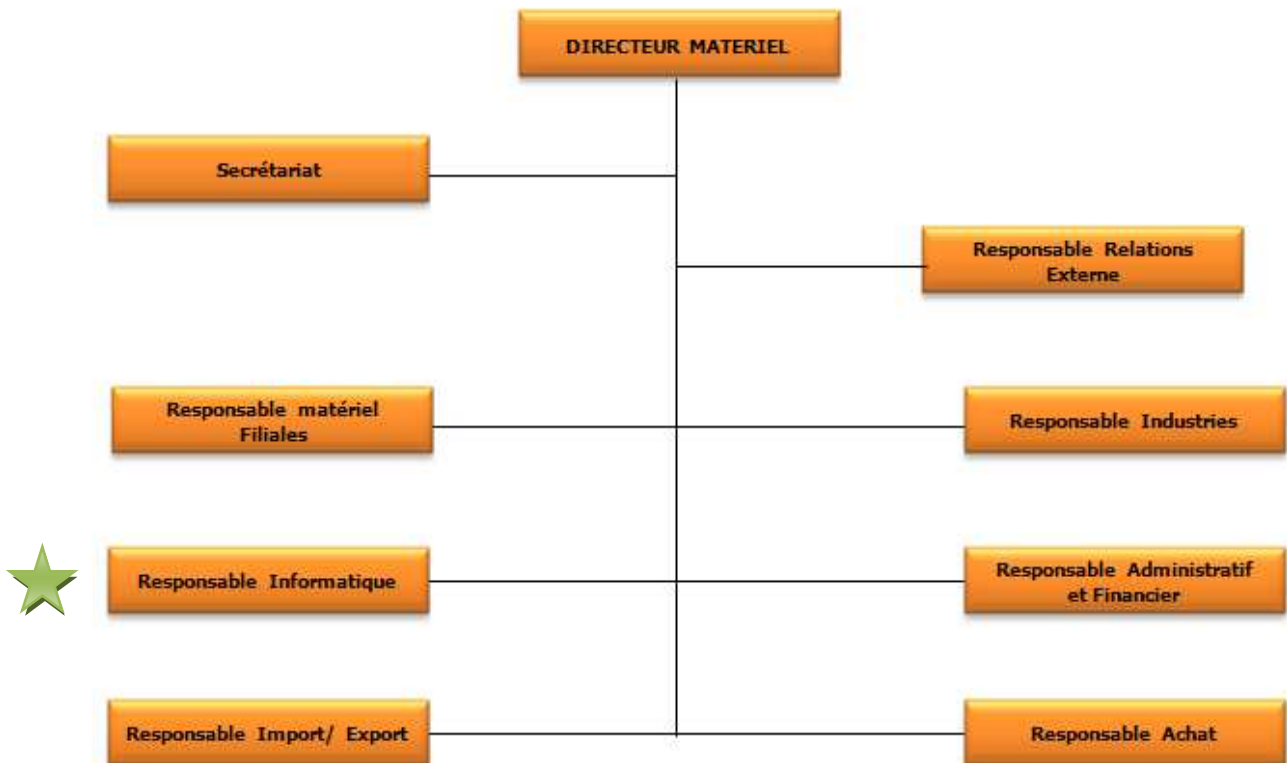 DIRECTEUR MATERIEL
Secrétariat
Responsable Relations
Externe
Responsable matériel
Filiales
Responsable Industries
Responsable Informatique
Responsable Administratif
et Financier
Responsable Import/ Export
Responsable Achat